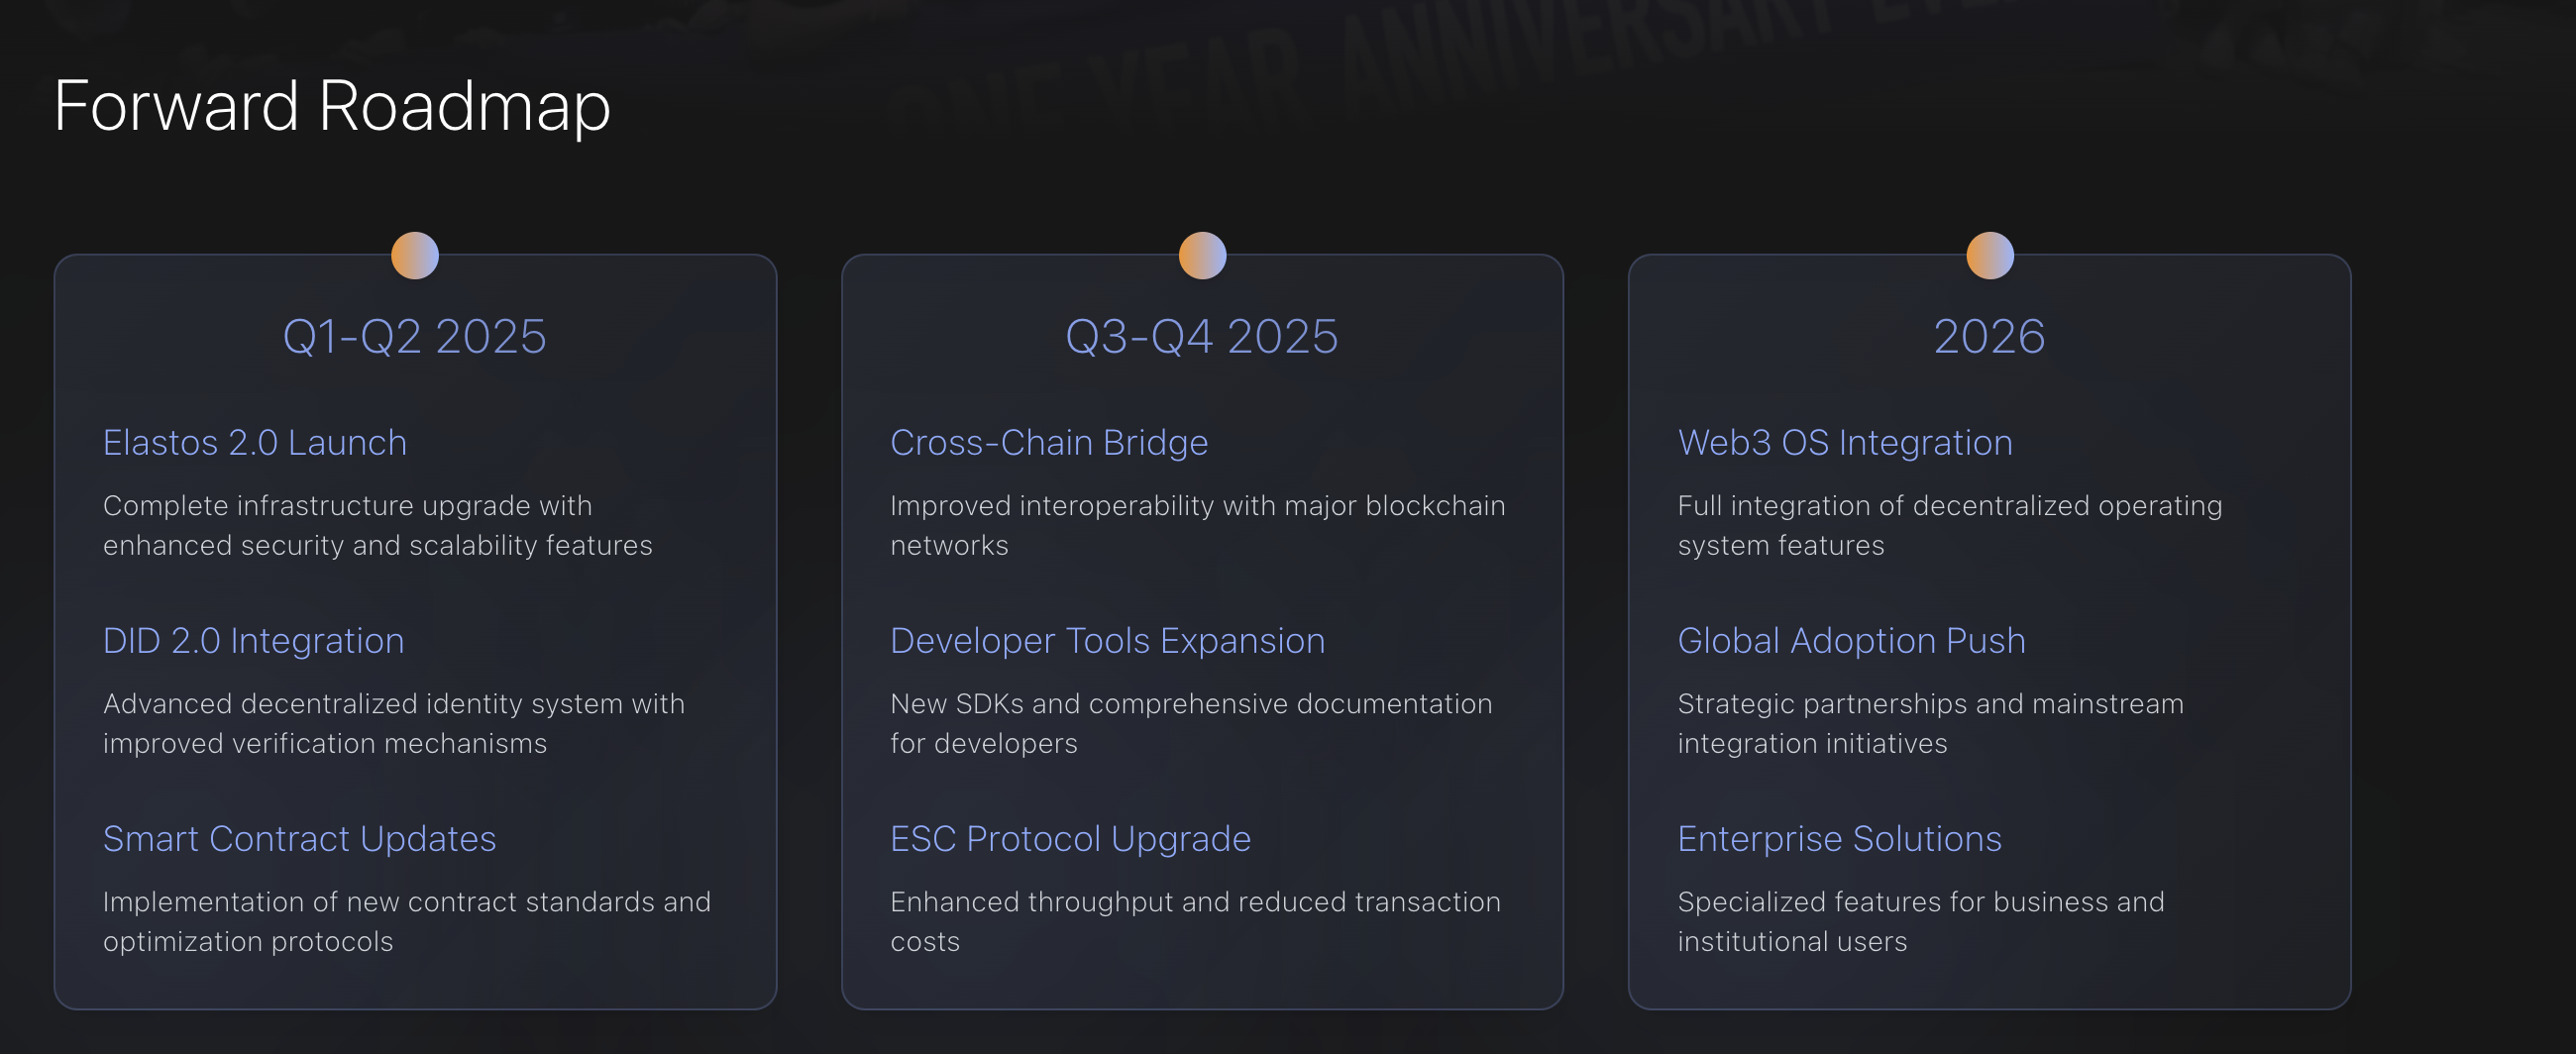 ONE YEAR ANNIVERSARY
Forward Roadmap
Q1-Q2 2025
Elastos 2.0 Launch
Complete infrastructure upgrade with
enhanced security and scalability features
DID 2.0 Integration
Advanced decentralized identity system with
improved verification mechanisms
Smart Contract Updates
Implementation of new contract standards and
optimization protocols
Q3-Q4 2025
Cross-Chain Bridge
Improved interoperability with major blockchain
networks
Developer Tools Expansion
New SDKs and comprehensive documentation
for developers
ESC Protocol Upgrade
Enhanced throughput and reduced transaction
costs
2026
Web3 OS Integration
Full integration of decentralized operating
system features
Global Adoption Push
Strategic partnerships and mainstream
integration initiatives
Enterprise Solutions
Specialized features for business and
institutional users